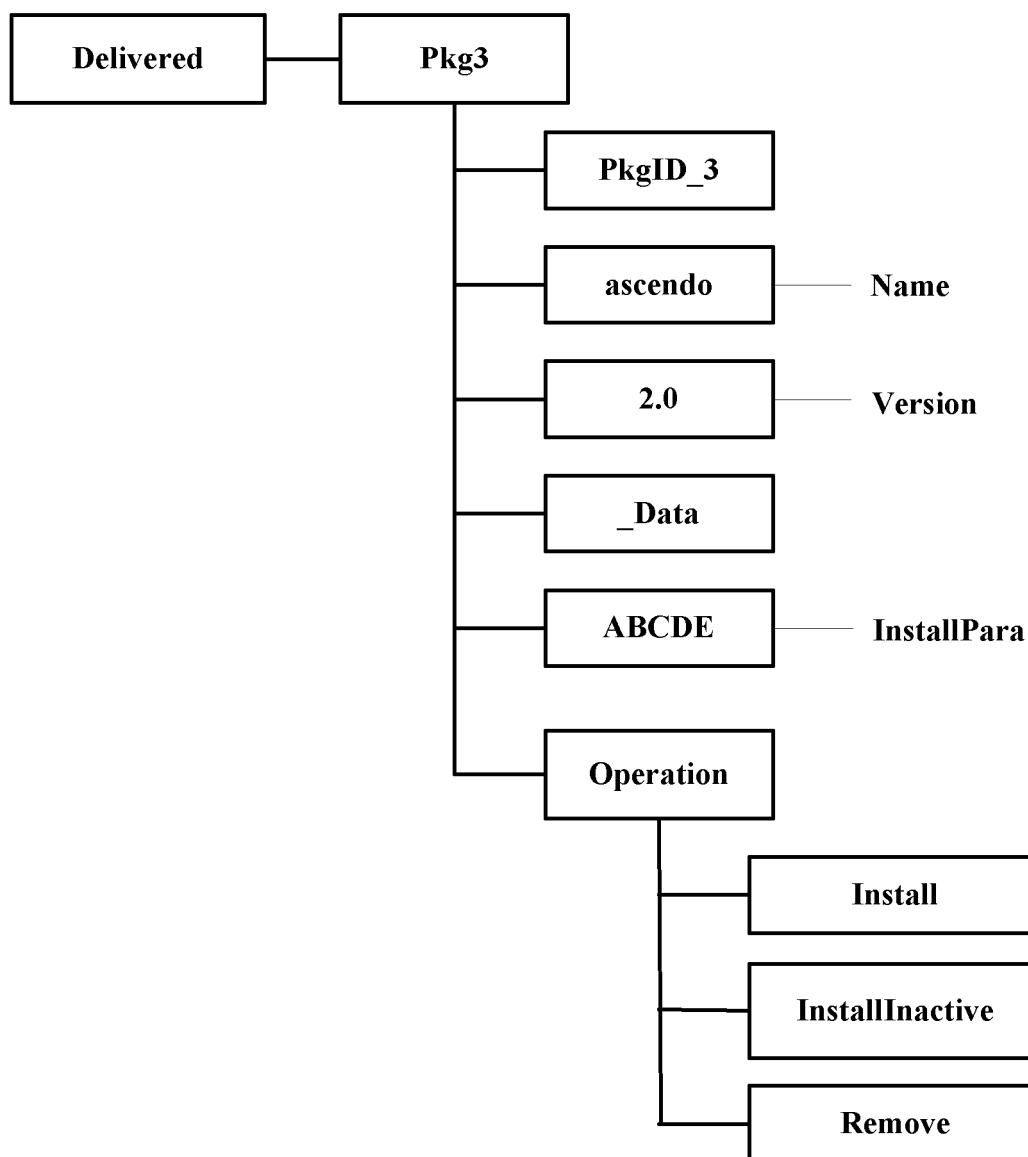 Delivered
Pkg3
PkgID_3
ascendo
Name
2.0
Version
_Data
ABCDE
InstallPara
Operation
Install
InstallInactive
Remove